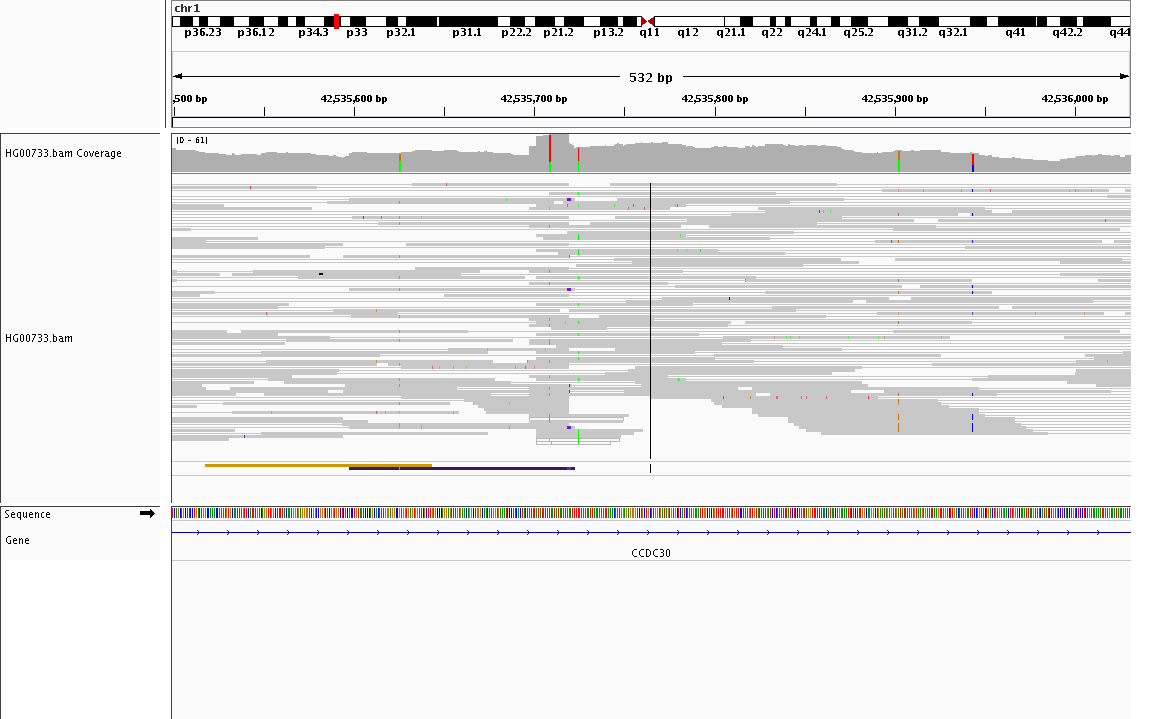 chr1
p36.23 p36.12 p34.3 p33 p32.1 p31.1 p22.2 p21.2 p13.2 q11 q12 q21.1 q22 q24.1 q25.2 q31.2 q32.1 q41 q42.2 q44
532 bp
,500 bp 42,535,600 bp 42,535,700 bp 42,535,800 bp 42,535,900 bp 42,536,000 bp
HG00733.bam Coverage
[0 - 61]
HG00733.bam
Sequence
Gene
CCDC30